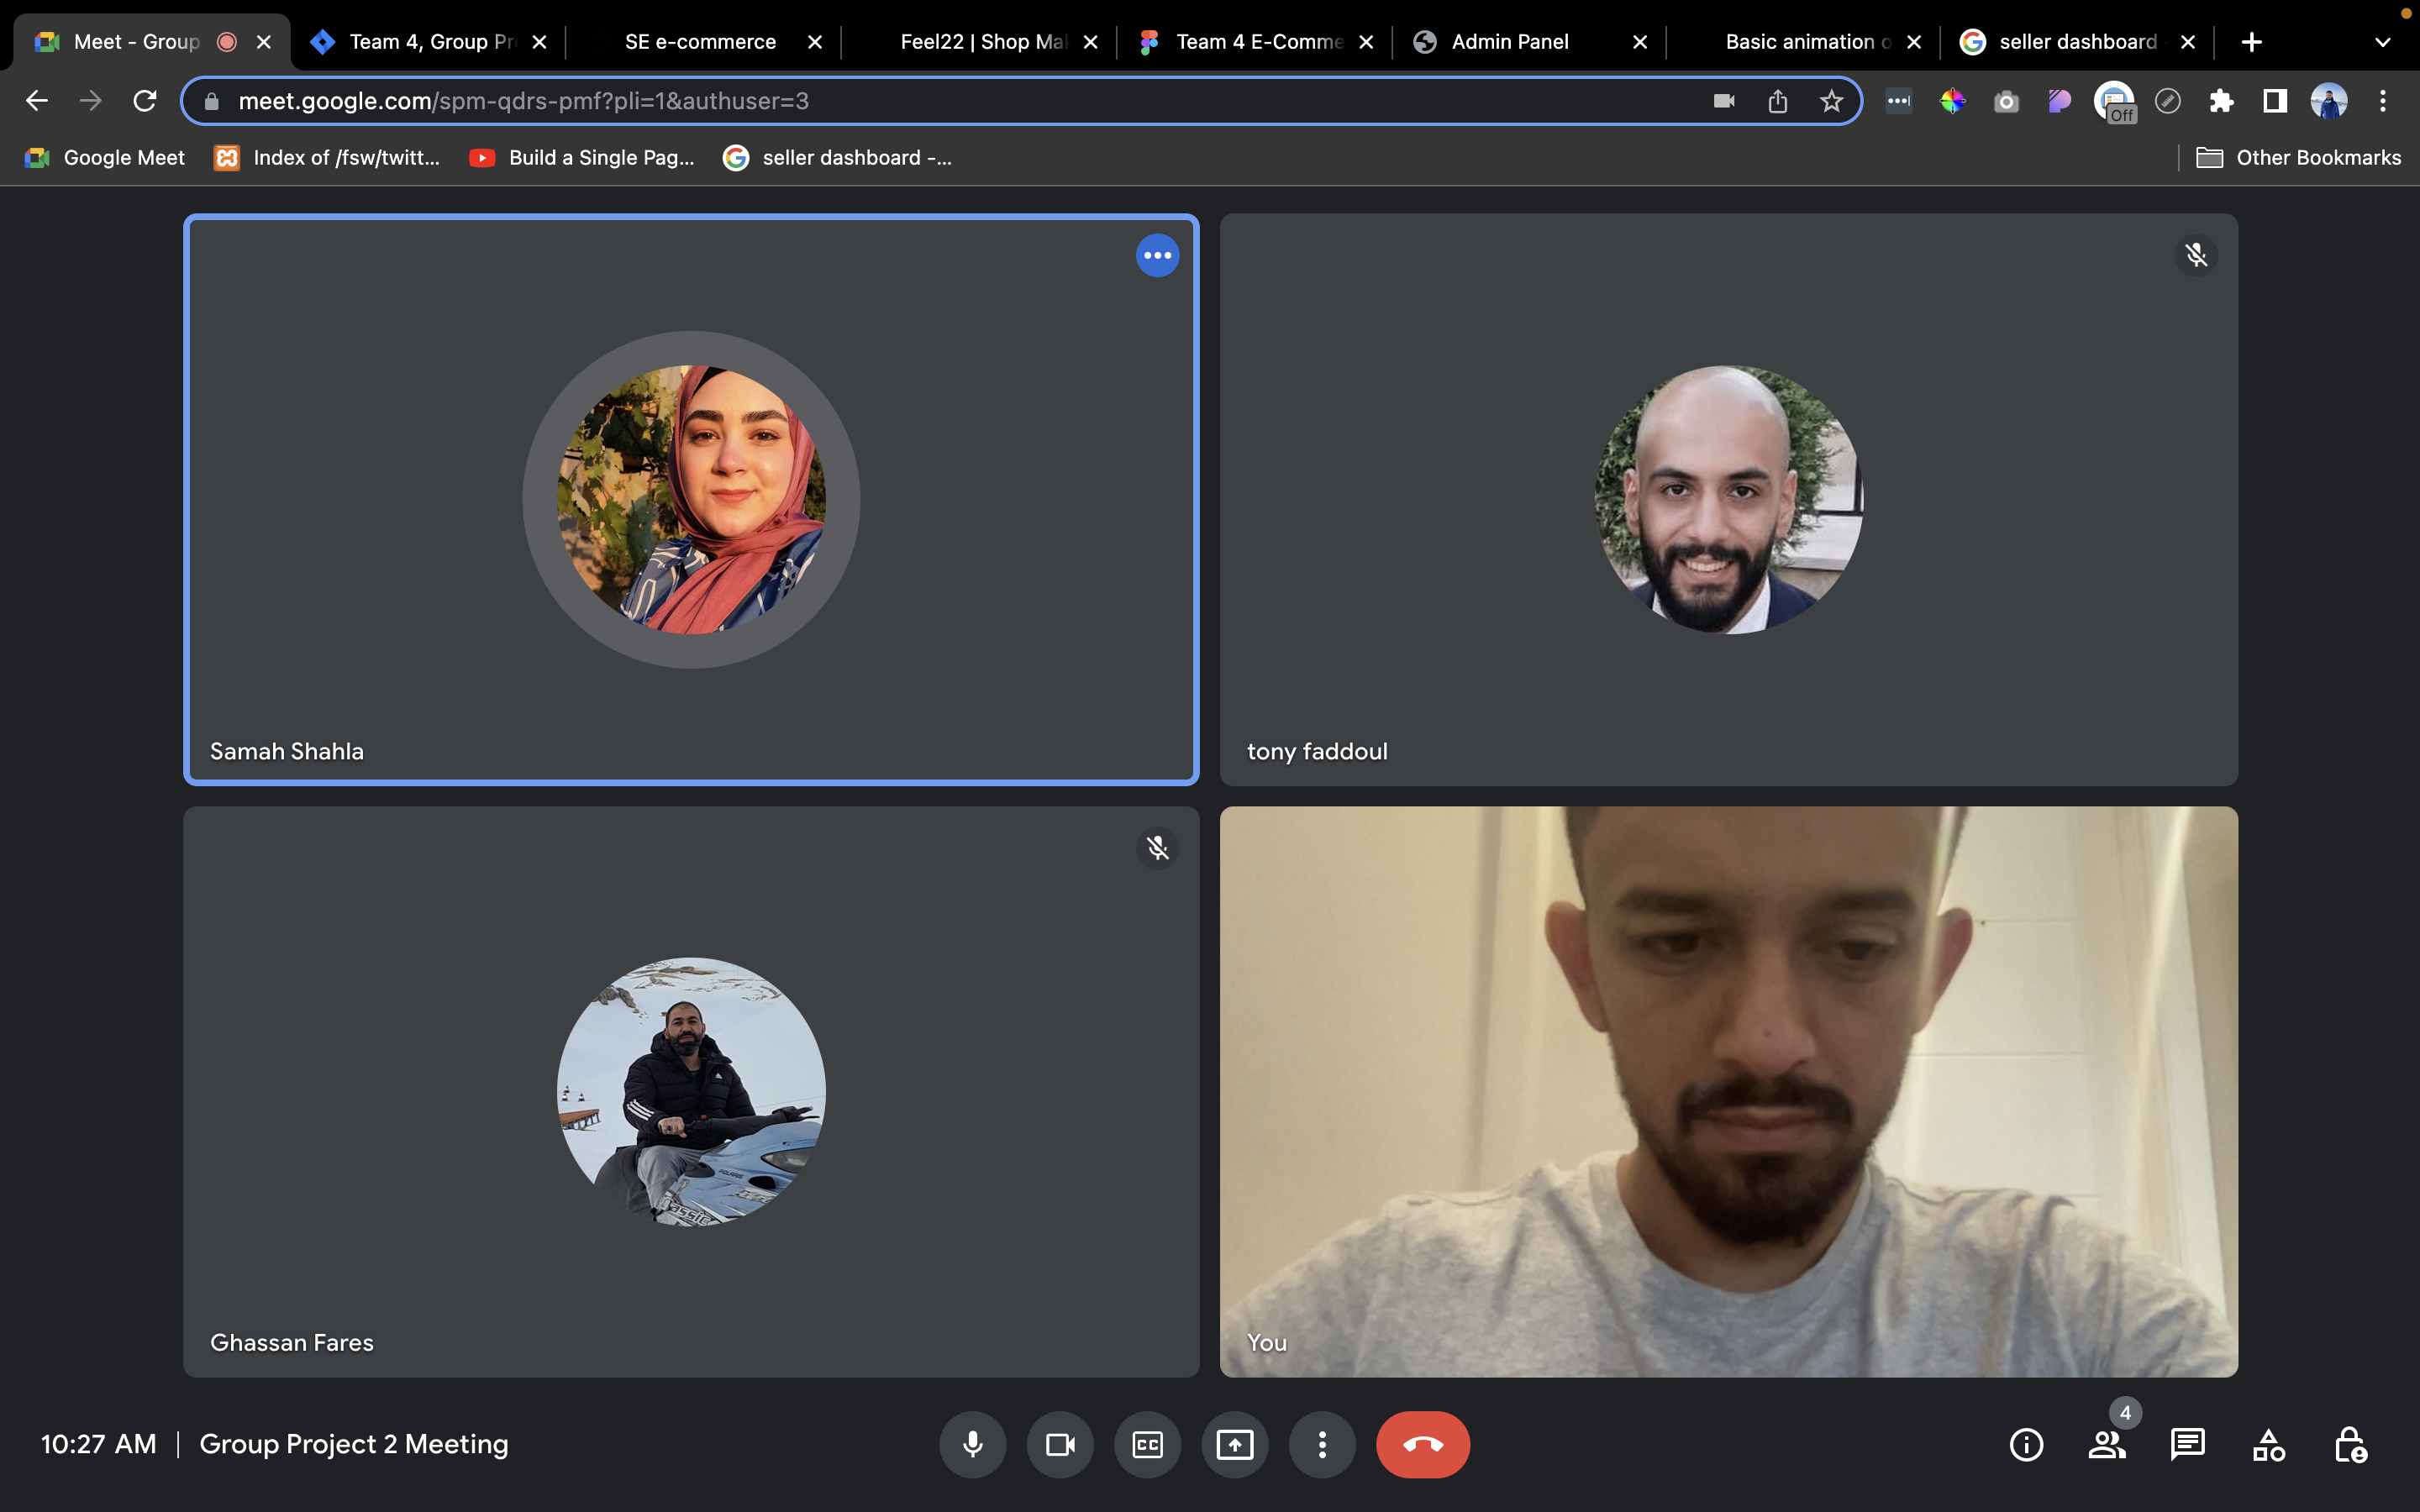 Meet - Group
Team 4, Group Pr
SE e-commerce
Feel22 | Shop Mak
Team 4 E-Comme
Admin Panel
Basic animation o
seller dashboard
meet.google.com/spm-qdrs-pmf?pli=1&authuser=3
Off
Google Meet
Index of /fsw/twitt...
Build a Single Pag...
seller dashboard -...
Other Bookmarks
Samah Shahla
tony faddoul
POLARIS
Ghassan Fares
You
10:27 AM
Group Project 2 Meeting
CC
4